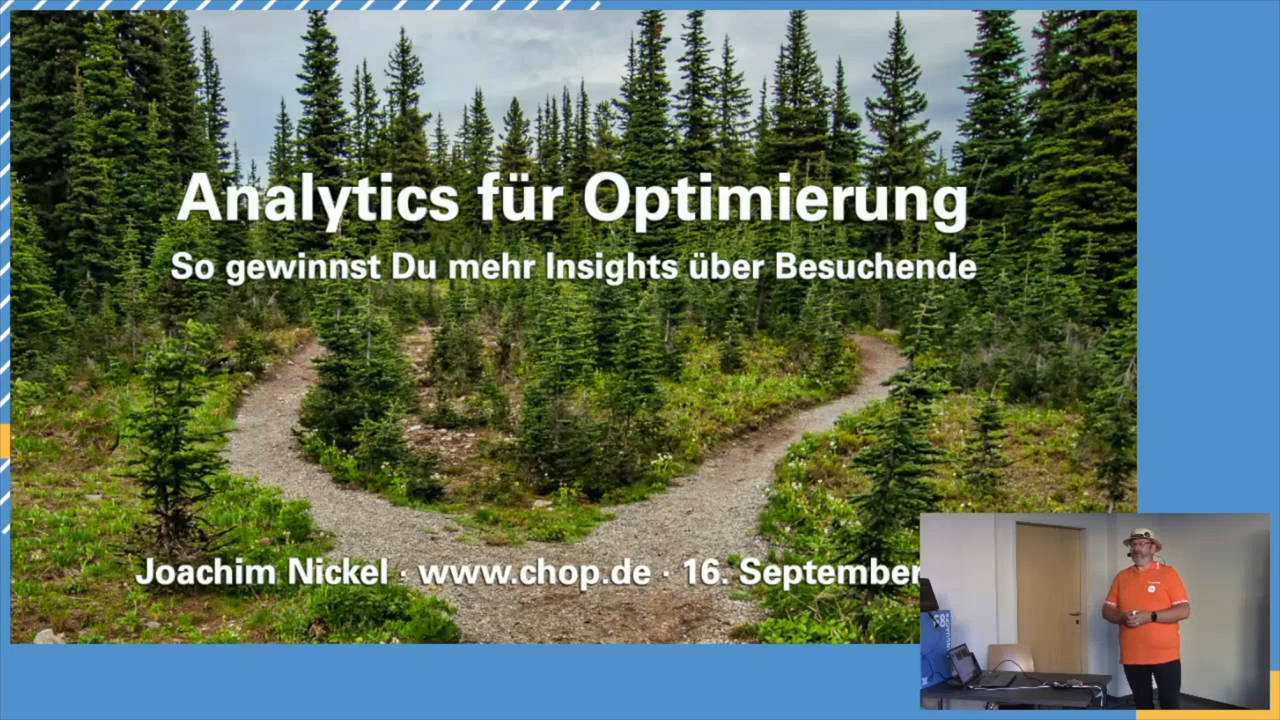 Analytics für Optimierung
So gewinnst Du mehr Insights über Besuchende
Joachim Nickel · www.chop.de · 16. September